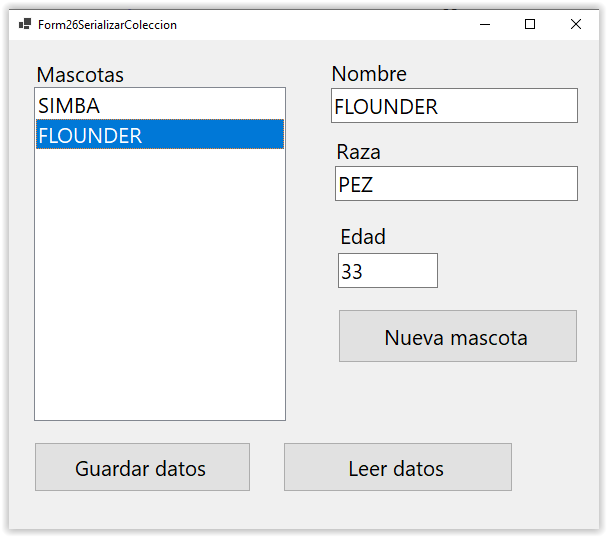 Form26SerializarColeccion
Mascotas
SIMBA
FLOUNDER
Nombre
FLOUNDER
Raza
PEZ
Edad
33
Nueva mascota
Guardar datos
Leer datos